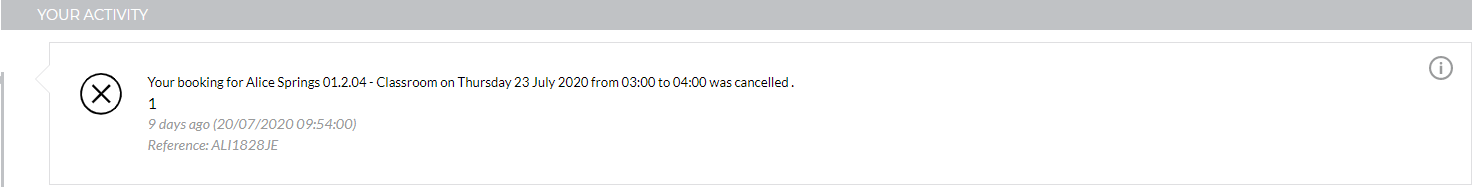 YOUR ACTIVITY
Your booking for Alice Springs 01.2.04 - Classroom on Thursday 23 July 2020 from 03:00 to 04:00 was cancelled .
1
9 days ago (20/07/2020 09:54:00)
Reference: ALI1828JE